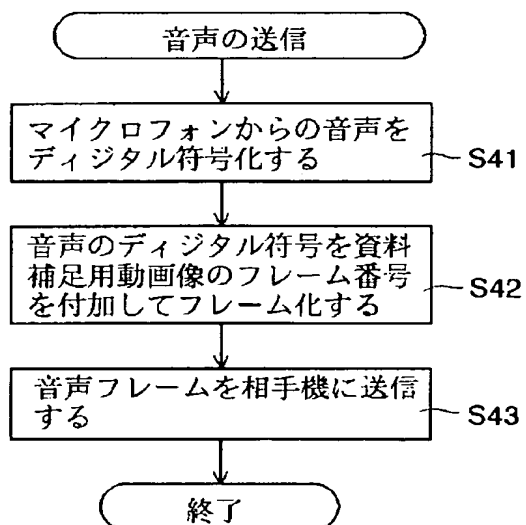 音声の送信
マイクロフォンからの音声を
ディジタル符号化する
S41
音声のディジタル符号を資料
補足用動画像のフレーム番号
を付加してフレーム化する
S42
音声フレームを相手機に送信
する
S43
終了